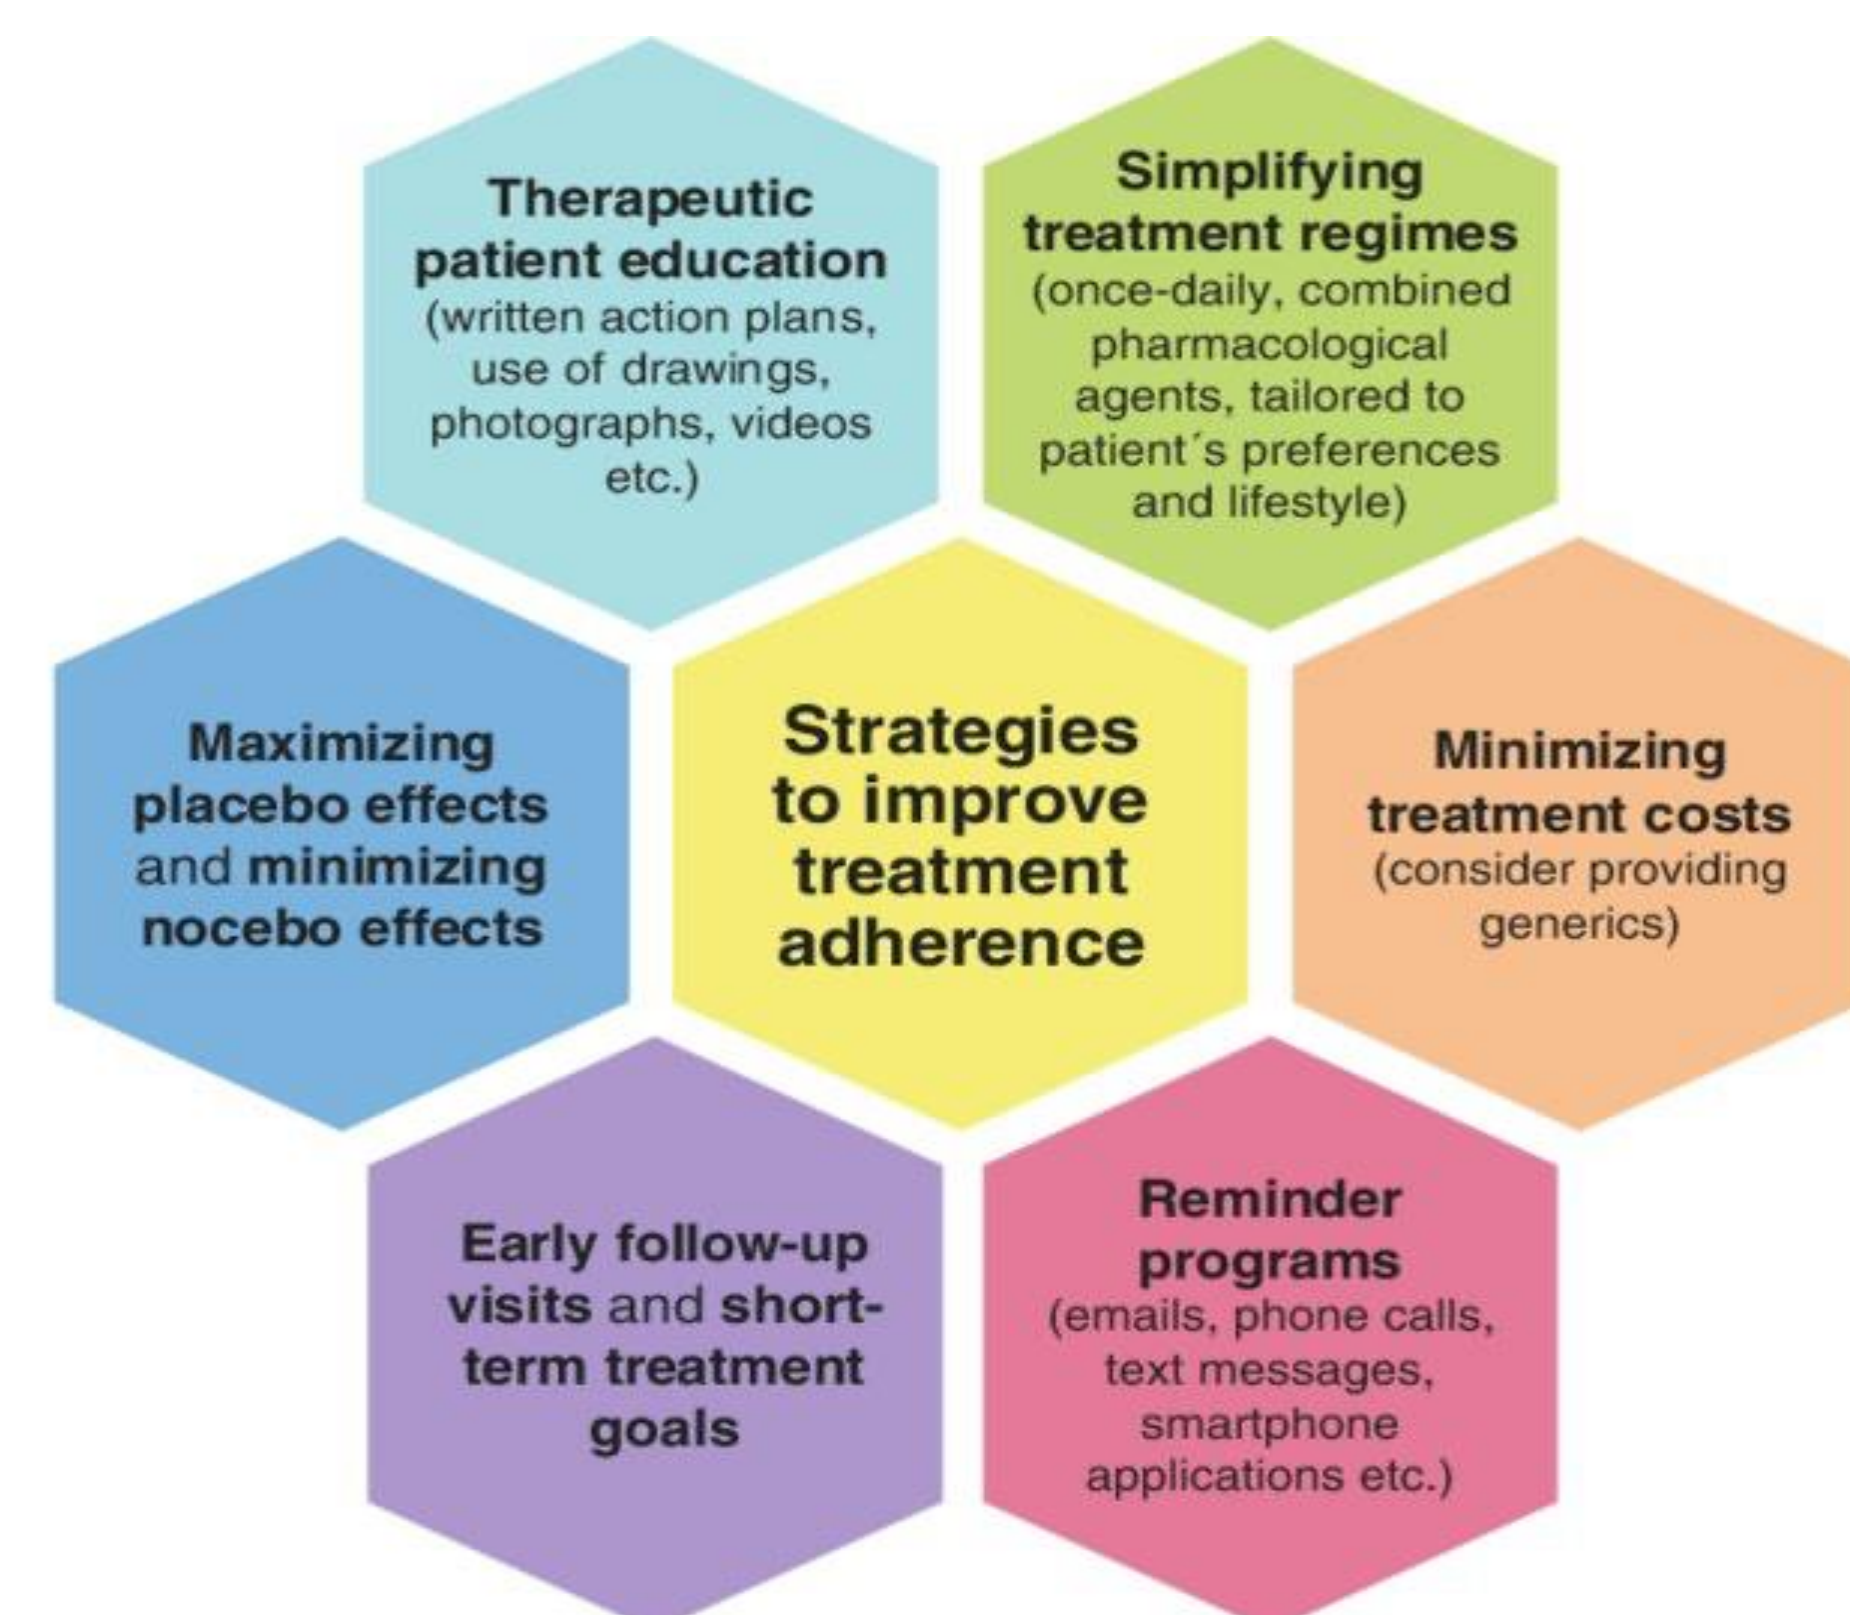 Therapeutic
patient education
(written action plans,
use of drawings,
photographs, videos
etc.)
Simplifying
treatment regimes
(once-daily, combined
pharmacological
agents, tailored to
patient´s preferences
and lifestyle)
Maximizing
placebo effects
and minimizing
nocebo effects
Strategies
to improve
treatment
adherence
Minimizing
treatment costs
(consider providing
generics)
Early follow-up
visits and short-
term treatment
goals
Reminder
programs
(emails, phone calls,
text messages,
smartphone
applications etc.)